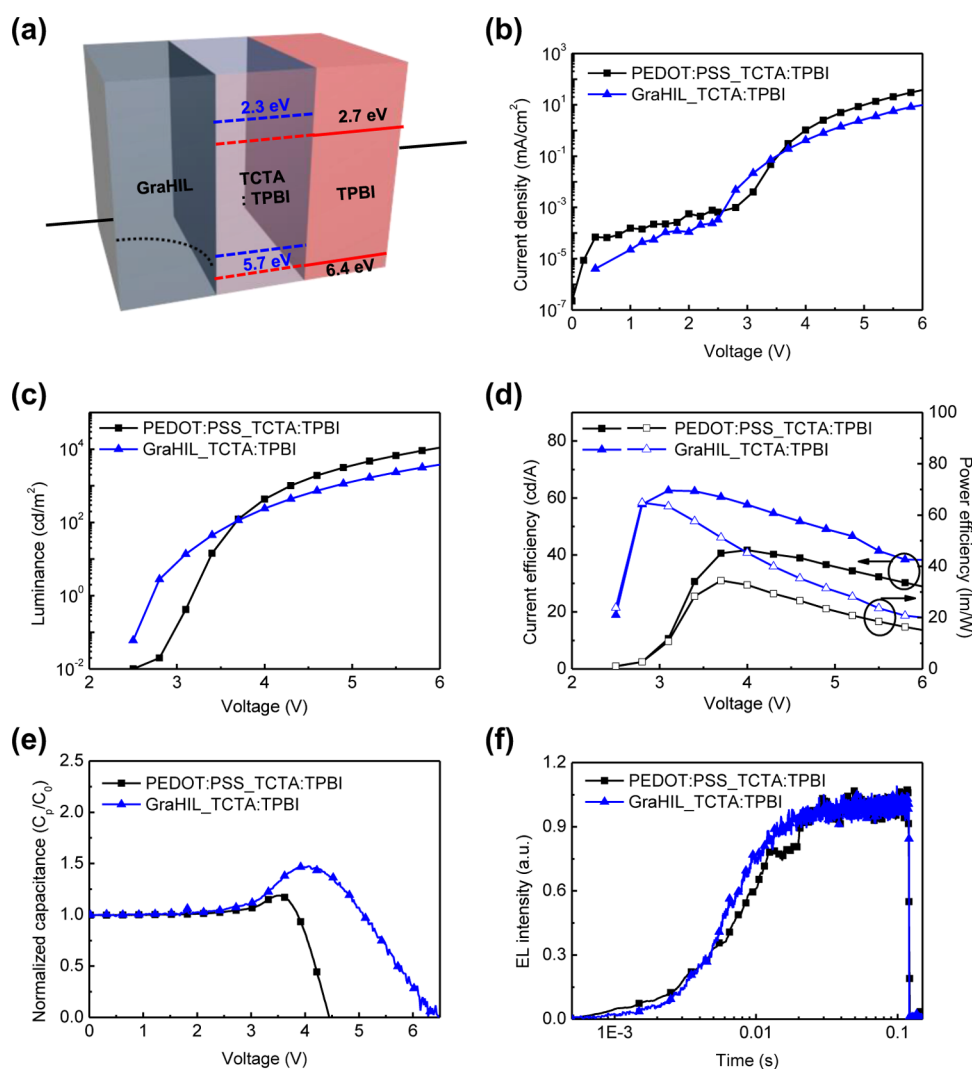 (a)
2.3 eV
2.7 eV
GraHIL
TCTA
: TPBI
TPBI
5.7 eV
6.4 eV
(b)
PEDOT:PSS_TCTA:TPBI
GraHIL_TCTA:TPBI
10³
10¹
10⁻¹
10⁻³
10⁻⁵
10⁻⁷
Current density (mA/cm²)
0 1 2 3 4 5 6
Voltage (V)
(c)
PEDOT:PSS_TCTA:TPBI
GraHIL_TCTA:TPBI
10⁴
10²
10⁰
10⁻²
Luminance (cd/m²)
2 3 4 5 6
Voltage (V)
(d)
PEDOT:PSS_TCTA:TPBI
GraHIL_TCTA:TPBI
80
60
40
20
0
Current efficiency (cd/A)
100
80
60
40
20
0
Power efficiency (lm/W)
2 3 4 5 6
Voltage (V)
(e)
PEDOT:PSS_TCTA:TPBI
GraHIL_TCTA:TPBI
2.5
2.0
1.5
1.0
0.5
0.0
Normalized capacitance (Cₚ/C₀)
0 1 2 3 4 5 6
Voltage (V)
(f)
PEDOT:PSS_TCTA:TPBI
GraHIL_TCTA:TPBI
1.2
0.9
0.6
0.3
0.0
EL intensity (a.u.)
1E-3 0.01 0.1
Time (s)